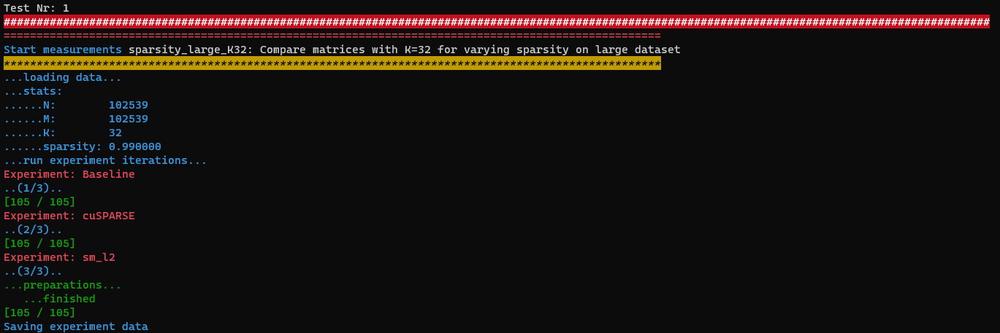 Test Nr: 1
######################################################################################################################################################
====================================================================================================
Start measurements sparsity_large_K32: Compare matrices with K=32 for varying sparsity on large dataset
****************************************************************************************************
...loading data...
...stats:
......N:        102539
......M:        102539
......K:        32
......sparsity: 0.990000
...run experiment iterations...
Experiment: Baseline
..(1/3)..
[105 / 105]
Experiment: cuSPARSE
..(2/3)..
[105 / 105]
Experiment: sm_l2
..(3/3)..
...preparations...
   ...finished
[105 / 105]
Saving experiment data